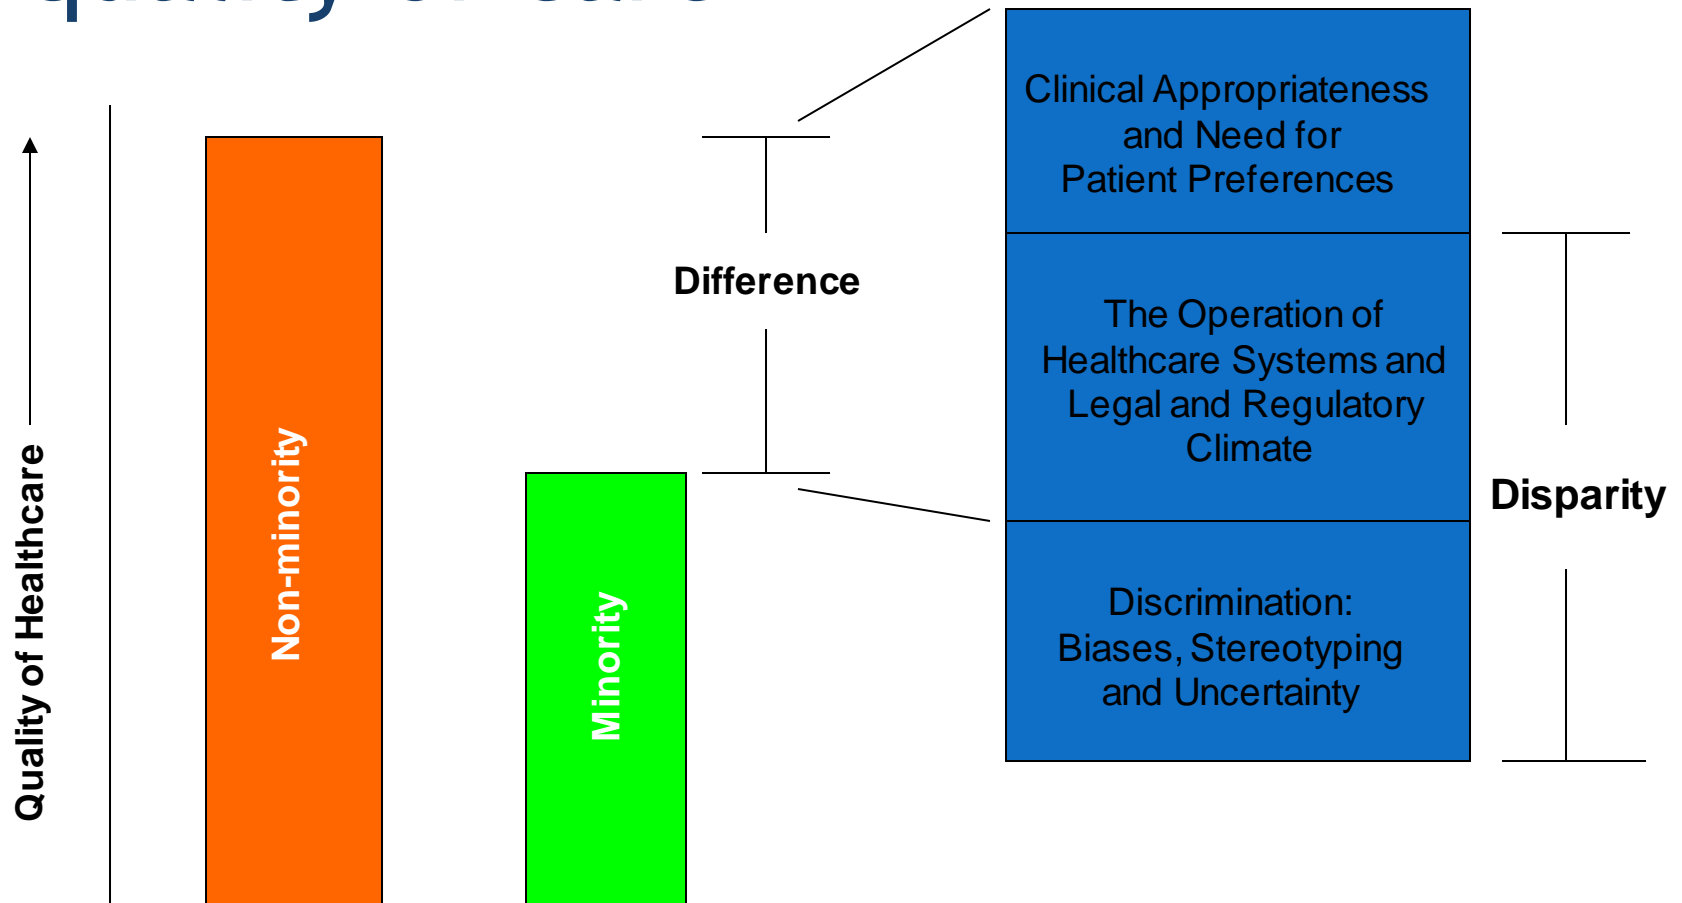 Quality of Healthcare
Non-minority
Minority
Difference
Clinical Appropriateness
and Need for
Patient Preferences
The Operation of
Healthcare Systems and
Legal and Regulatory
Climate
Discrimination:
Biases, Stereotyping
and Uncertainty
Disparity